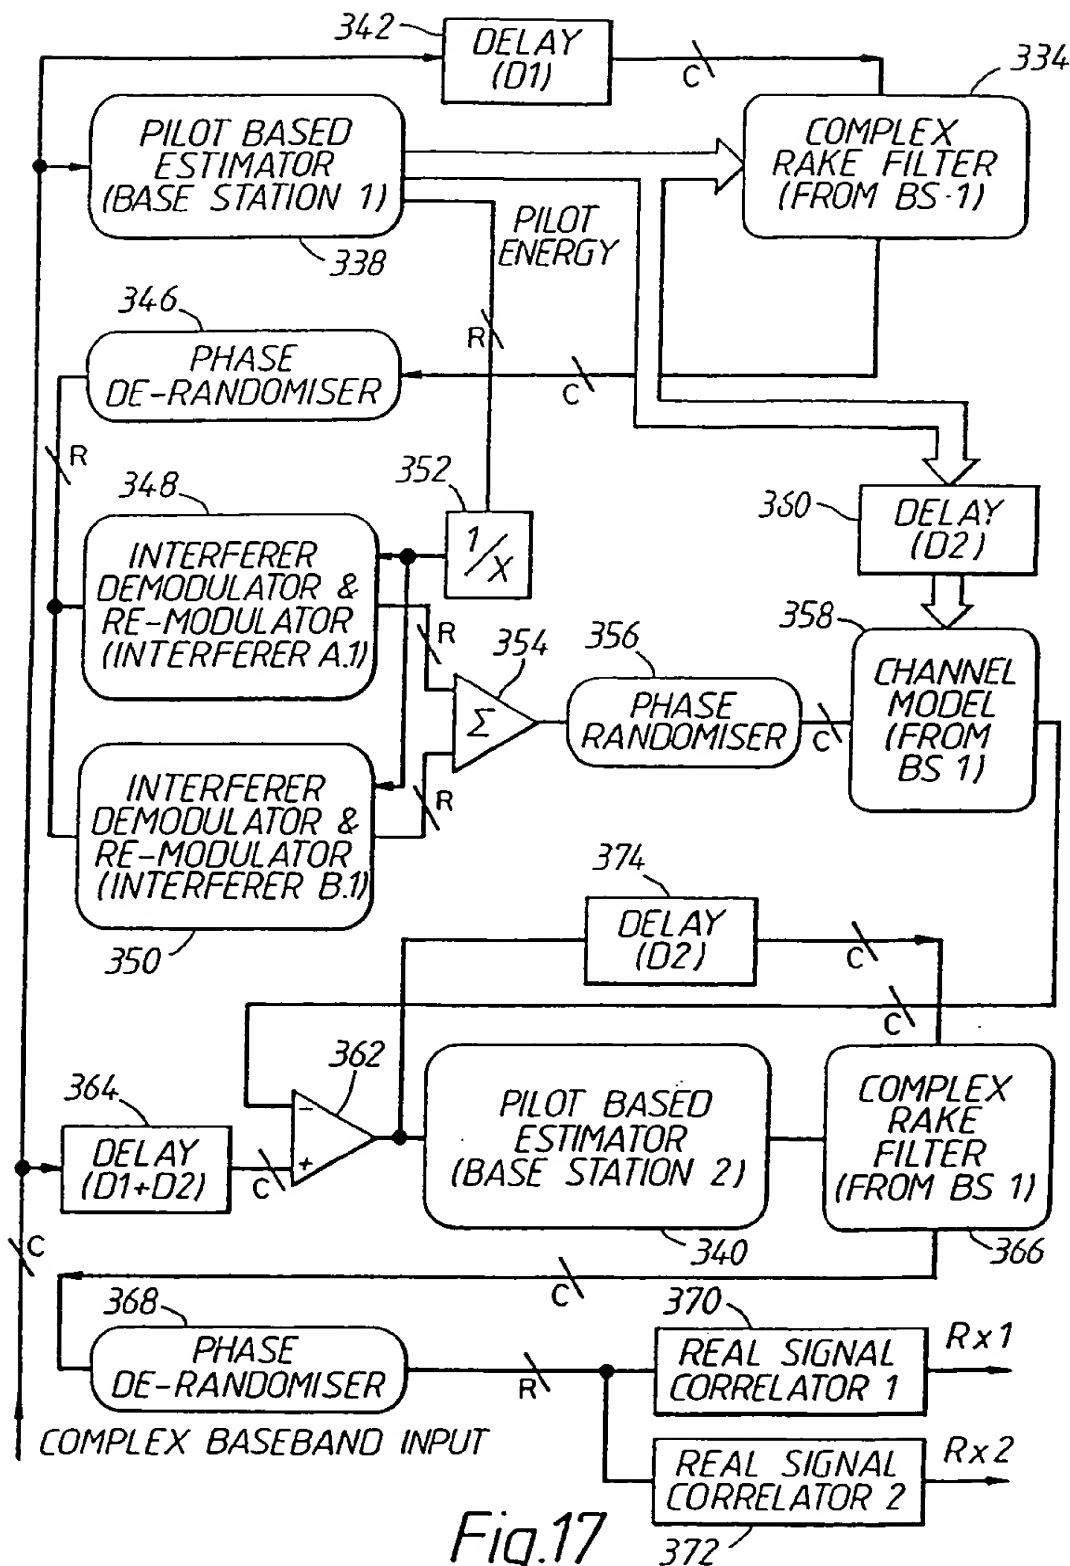 342
DELAY
(D1)
C
334
PILOT BASED
ESTIMATOR
(BASE STATION 1)
338
PILOT
ENERGY
COMPLEX
RAKE FILTER
(FROM BS-1)
346
PHASE
DE-RANDOMISER
R
C
R
348
INTERFERER
DEMODULATOR &
RE-MODULATOR
(INTERFERER A.1)
352
1/X
360
DELAY
(D2)
R
354
Σ
356
PHASE
RANDOMISER
C
358
CHANNEL
MODEL
(FROM
BS 1)
INTERFERER
DEMODULATOR &
RE-MODULATOR
(INTERFERER B.1)
350
R
374
DELAY
(D2)
C
C
362
-
+
364
DELAY
(D1+D2)
C
PILOT BASED
ESTIMATOR
(BASE STATION 2)
340
COMPLEX
RAKE
FILTER
(FROM BS 1)
366
C
C
368
PHASE
DE-RANDOMISER
R
370
REAL SIGNAL
CORRELATOR 1
Rx1
COMPLEX BASEBAND INPUT
REAL SIGNAL
CORRELATOR 2
Rx2
372
Fig.17